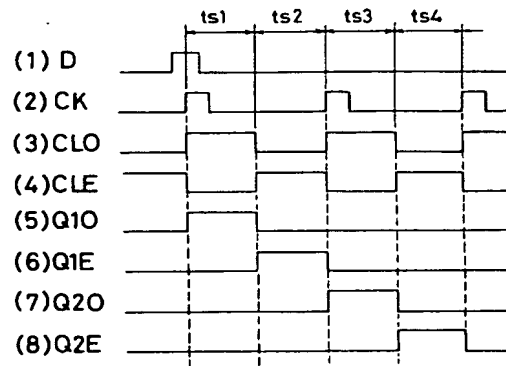 ts1 ts2 ts3 ts4
(1) D
(2) CK
(3) CLO
(4) CLE
(5) Q1O
(6) Q1E
(7) Q2O
(8) Q2E